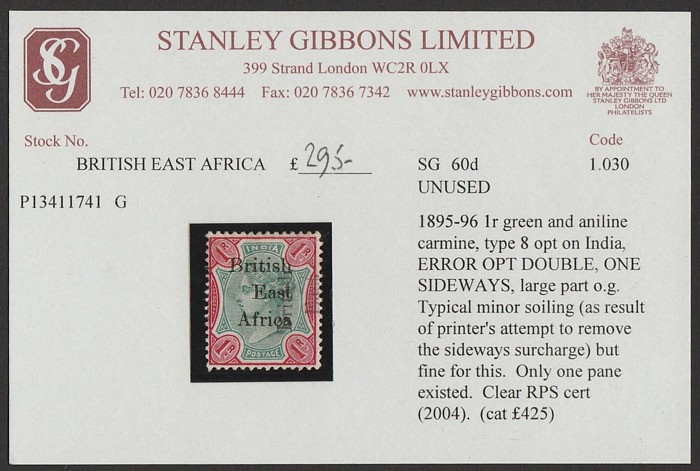 SG
STANLEY GIBBONS LIMITED
399 Strand London WC2R 0LX
Tel: 020 7836 8444 Fax: 020 7836 7342 www.stanleygibbons.com
BY APPOINTMENT TO
HER MAJESTY THE QUEEN
STANLEY GIBBONS LTD
LONDON
PHILATELISTS
Stock No.
Code
BRITISH EAST AFRICA £ 295-
SG 60d
1.030
P13411741 G
UNUSED
1895-96 1r green and aniline
carmine, type 8 opt on India,
ERROR OPT DOUBLE, ONE
SIDEWAYS, large part o.g.
Typical minor soiling (as result
of printer's attempt to remove
the sideways surcharge) but
fine for this. Only one pane
existed. Clear RPS cert
(2004). (cat £425)
1R INDIA 1R
British
East
Africa
1R POSTAGE 1R